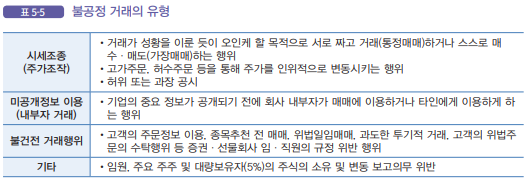 표 5-5 불공정 거래의 유형
시세조종
(주가조작)
• 거래가 성황을 이룬 듯이 오인케 할 목적으로 서로 짜고 거래(통정매매)하거나 스스로 매
수 · 매도(가장매매)하는 행위
• 고가주문, 허수주문 등을 통해 주가를 인위적으로 변동시키는 행위
• 허위 또는 과장 공시
미공개정보 이용
(내부자 거래)
• 기업의 중요 정보가 공개되기 전에 회사 내부자가 매매에 이용하거나 타인에게 이용하게 하
는 행위
불건전 거래행위
• 고객의 주문정보 이용, 종목추천 전 매매, 위법일임매매, 과도한 투기적 거래, 고객의 위법주
문의 수탁행위 등 증권 · 선물회사 임 · 직원의 규정 위반 행위
기타
• 임원, 주요 주주 및 대량보유자(5%)의 주식의 소유 및 변동 보고의무 위반